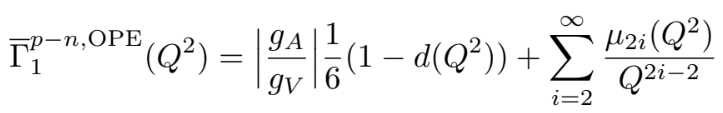 $\overline{\Gamma}_1^{p-n,\mathrm{OPE}}(Q^2) = \left|\frac{g_A}{g_V}\right|\frac{1}{6}(1 - d(Q^2)) + \sum_{i=2}^{\infty} \frac{\mu_{2i}(Q^2)}{Q^{2i-2}}$